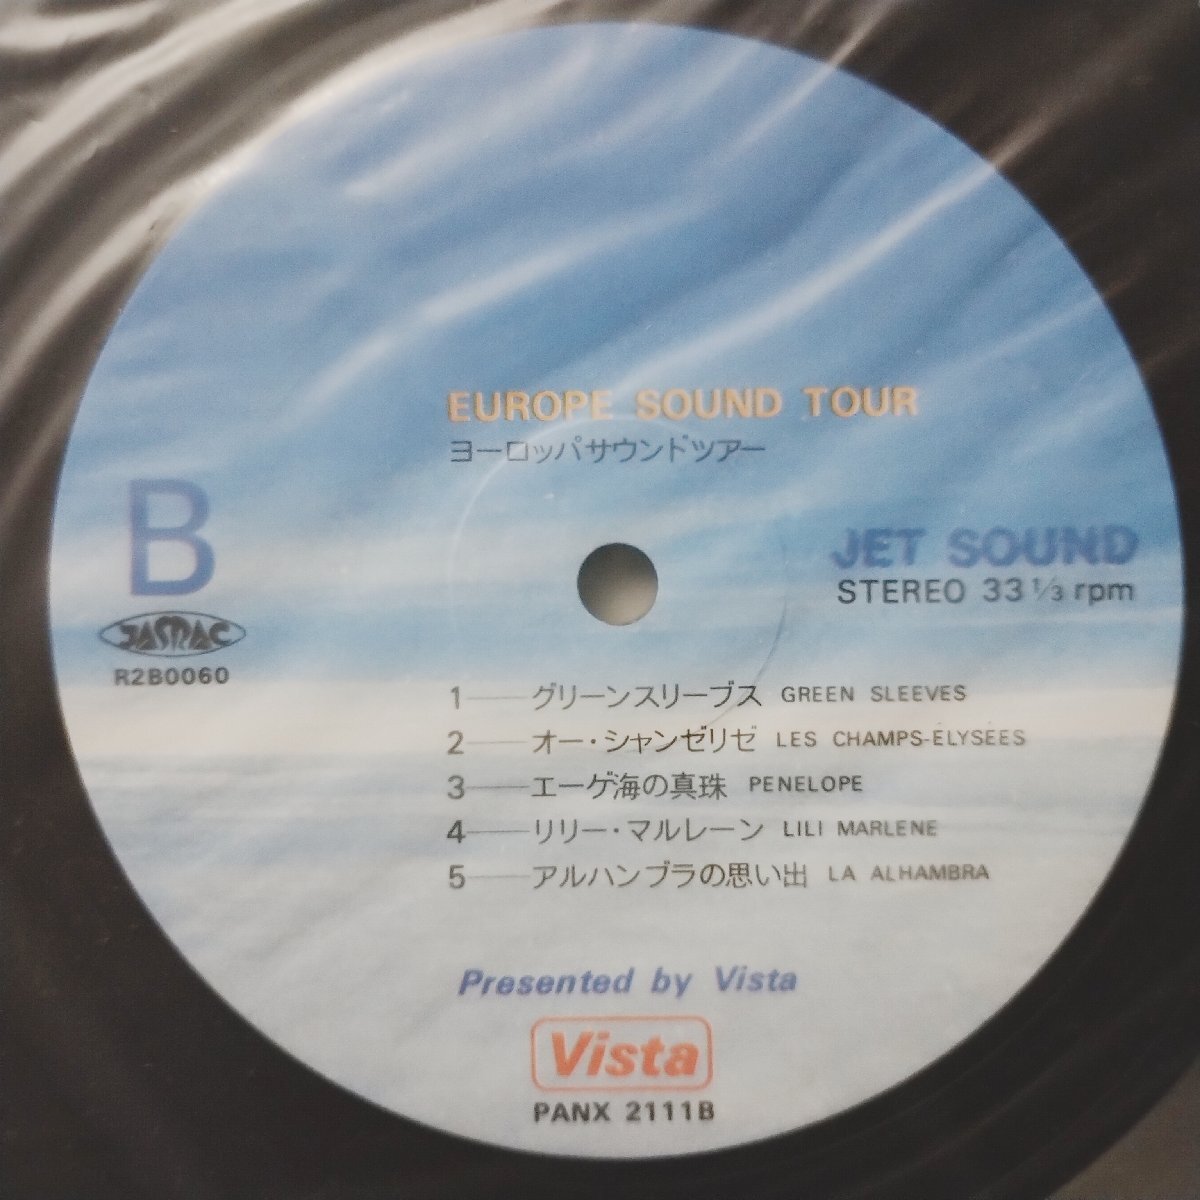 EUROPE SOUND TOUR
ヨーロッパサウンドツアー
B
JASRAC
R2B0060
JET SOUND
STEREO 33 1/3 rpm
1——グリーンスリーブス GREEN SLEEVES
2——オー・シャンゼリゼ LES CHAMPS-ÉLYSÉES
3——エーゲ海の真珠 PENELOPE
4——リリー・マルレーン LILI MARLENE
5——アルハンブラの思い出 LA ALHAMBRA
Presented by Vista
Vista
PANX 2111B